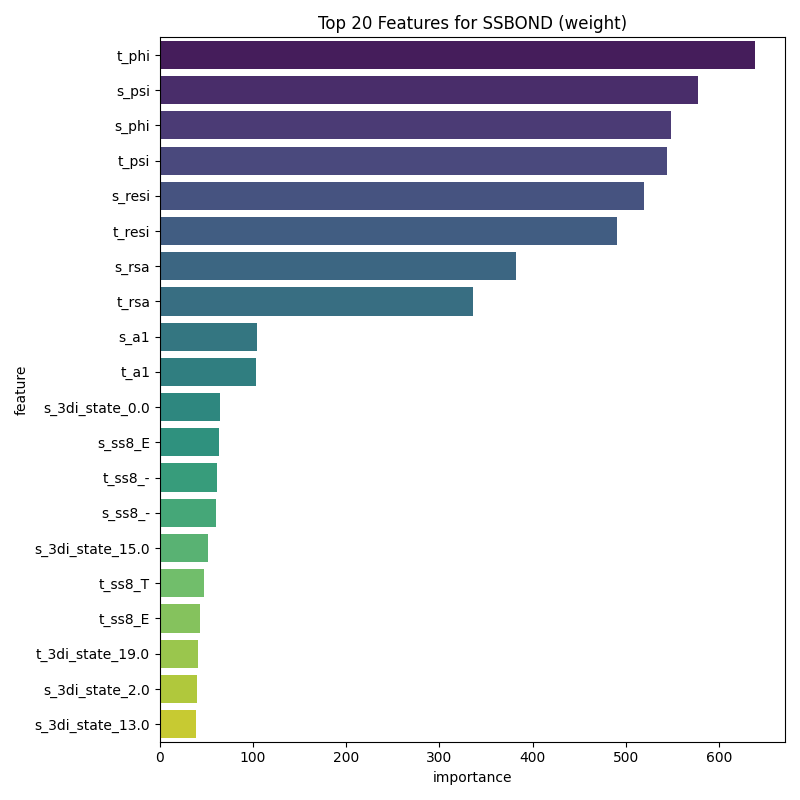 Top 20 Features for SSBOND (weight)
t_phi
s_psi
s_phi
t_psi
s_resi
t_resi
s_rsa
t_rsa
s_a1
t_a1
s_3di_state_0.0
s_ss8_E
t_ss8_-
s_ss8_-
s_3di_state_15.0
t_ss8_T
t_ss8_E
t_3di_state_19.0
s_3di_state_2.0
s_3di_state_13.0
feature
0 100 200 300 400 500 600
importance